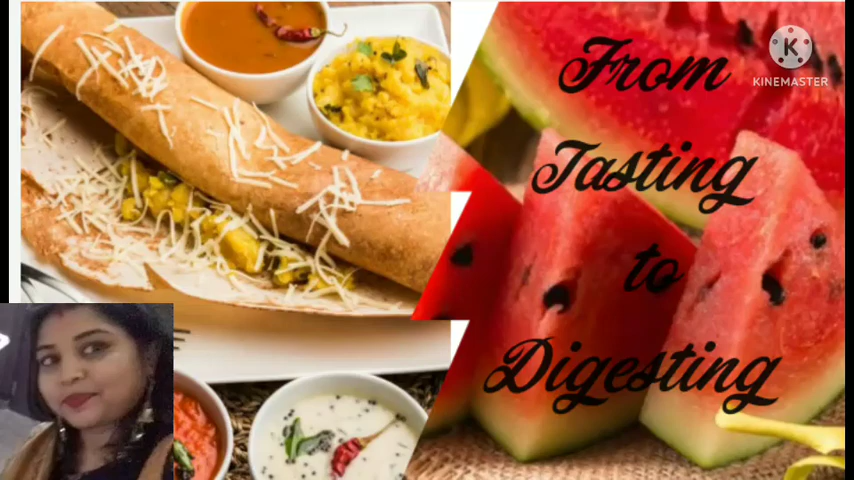 K
KINEMASTER
From
Tasting
to
Digesting